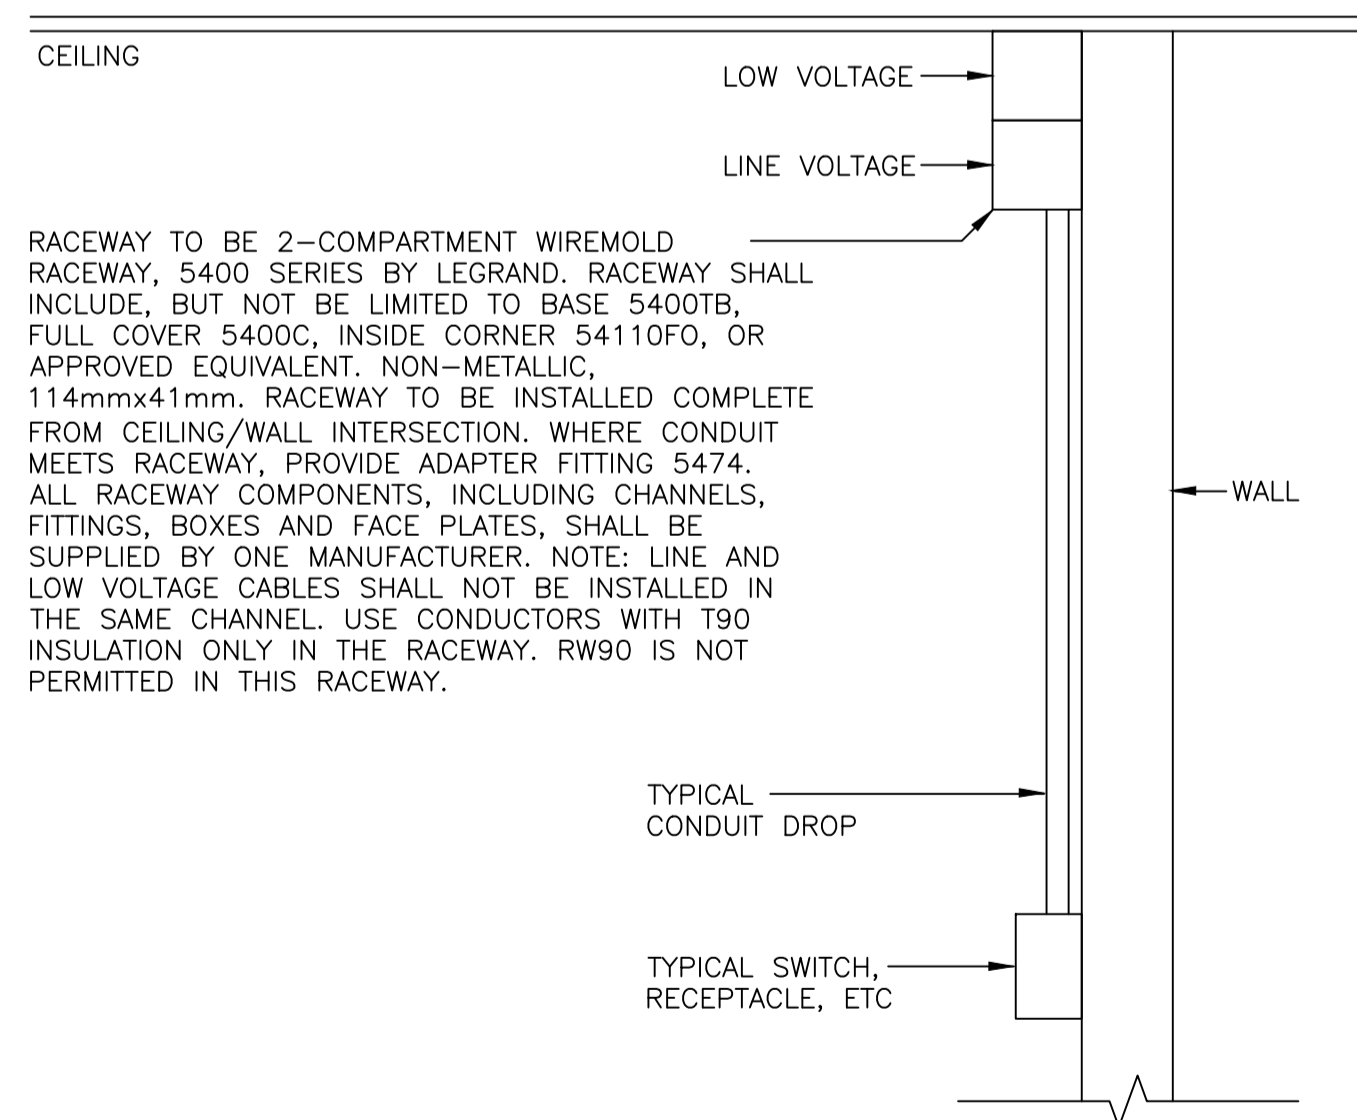 CEILING
LOW VOLTAGE
LINE VOLTAGE
RACEWAY TO BE 2-COMPARTMENT WIREMOLD
RACEWAY, 5400 SERIES BY LEGRAND. RACEWAY SHALL
INCLUDE, BUT NOT BE LIMITED TO BASE 5400TB,
FULL COVER 5400C, INSIDE CORNER 54110FO, OR
APPROVED EQUIVALENT. NON-METALLIC,
114mmx41mm. RACEWAY TO BE INSTALLED COMPLETE
FROM CEILING/WALL INTERSECTION. WHERE CONDUIT
MEETS RACEWAY, PROVIDE ADAPTER FITTING 5474.
ALL RACEWAY COMPONENTS, INCLUDING CHANNELS,
FITTINGS, BOXES AND FACE PLATES, SHALL BE
SUPPLIED BY ONE MANUFACTURER. NOTE: LINE AND
LOW VOLTAGE CABLES SHALL NOT BE INSTALLED IN
THE SAME CHANNEL. USE CONDUCTORS WITH T90
INSULATION ONLY IN THE RACEWAY. RW90 IS NOT
PERMITTED IN THIS RACEWAY.
WALL
TYPICAL
CONDUIT DROP
TYPICAL SWITCH,
RECEPTACLE, ETC